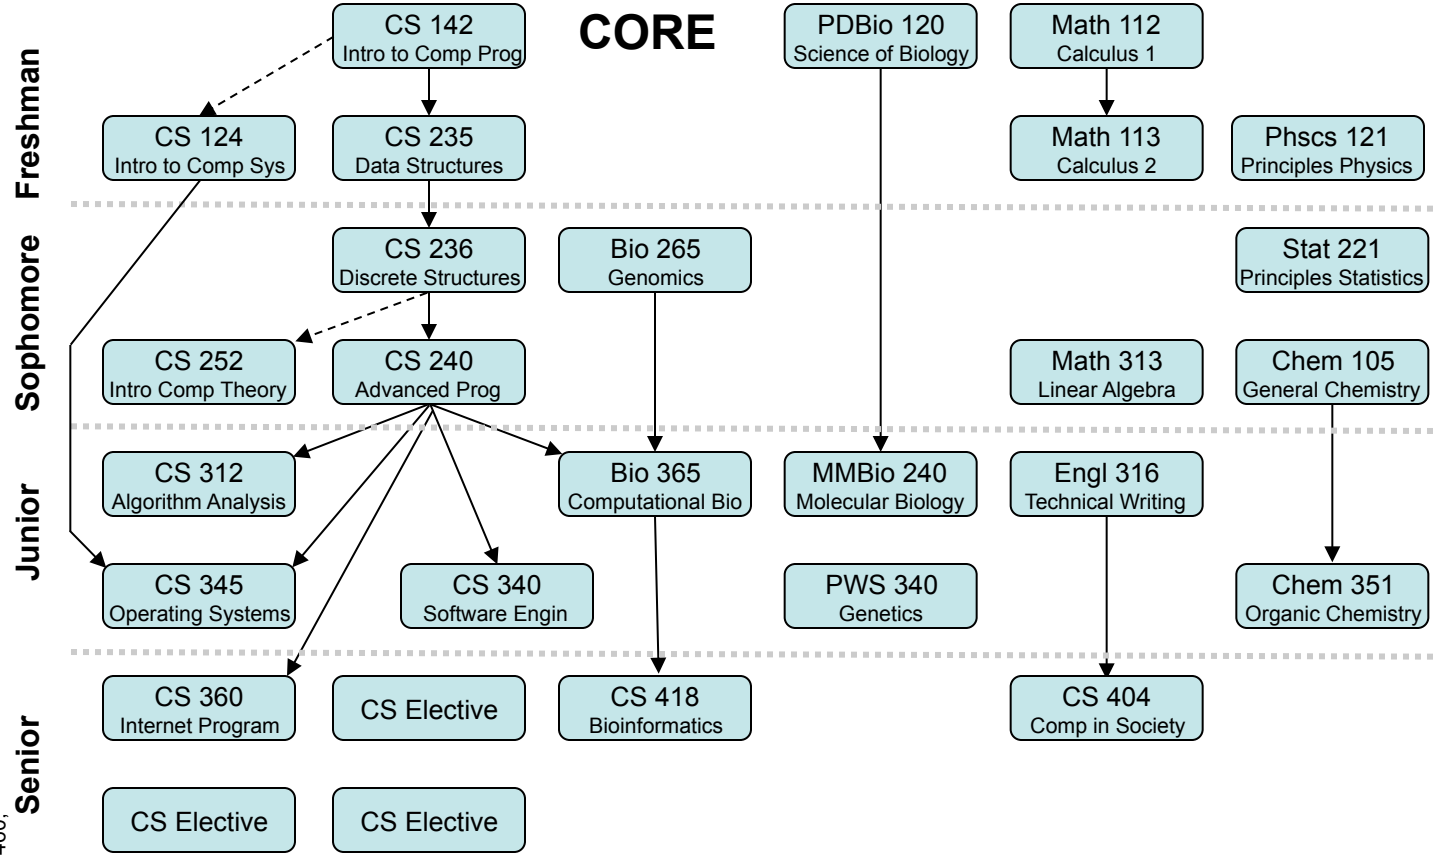 CORE
Freshman
CS 142
Intro to Comp Prog
PDBio 120
Science of Biology
Math 112
Calculus 1
CS 124
Intro to Comp Sys
CS 235
Data Structures
Math 113
Calculus 2
Phscs 121
Principles Physics
Sophomore
CS 236
Discrete Structures
Bio 265
Genomics
Stat 221
Principles Statistics
CS 252
Intro Comp Theory
CS 240
Advanced Prog
Math 313
Linear Algebra
Chem 105
General Chemistry
Junior
CS 312
Algorithm Analysis
Bio 365
Computational Bio
MMBio 240
Molecular Biology
Engl 316
Technical Writing
CS 345
Operating Systems
CS 340
Software Engin
PWS 340
Genetics
Chem 351
Organic Chemistry
Senior
CS 360
Internet Program
CS Elective
CS 418
Bioinformatics
CS 404
Comp in Society
CS Elective
CS Elective